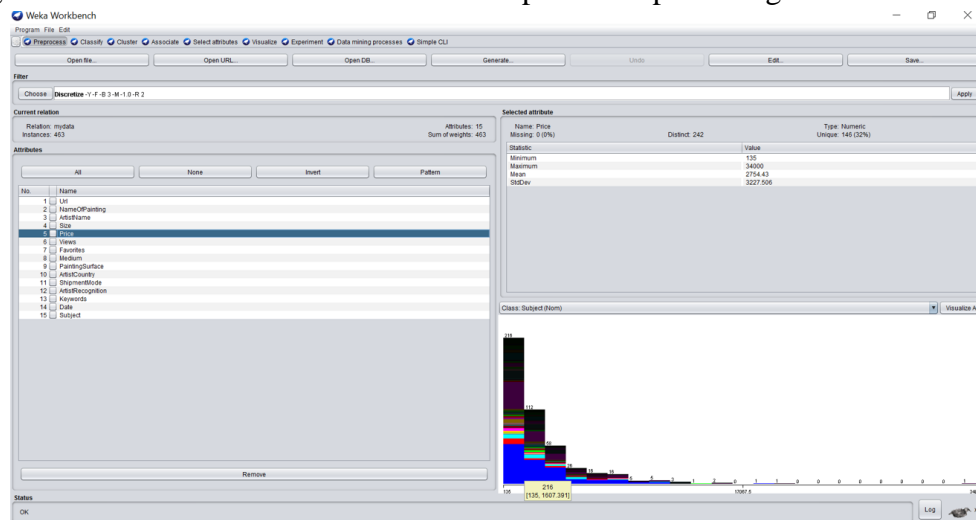 Weka Workbench
Program File Edit
Preprocess Classify Cluster Associate Select attributes Visualize Experiment Data mining processes Simple CLI
Open file... Open URL... Open DB... Generate... Undo Edit... Save...
Filter
Choose Discretize -Y -F -B 3 -M -1.0 -R 2 Apply
Current relation
Relation: mydata Attributes: 15
Instances: 463 Sum of weights: 463
Selected attribute
Name: Price Type: Numeric
Missing: 0 (0%) Distinct: 242 Unique: 146 (32%)
Statistic Value
Minimum 135
Maximum 34000
Mean 2754.43
StdDev 3227.506
Attributes
All None Invert Pattern
No. Name
1 Url
2 NameOfPainting
3 ArtistName
4 Size
5 Price
6 Views
7 Favorites
8 Medium
9 PaintingSurface
10 ArtistCountry
11 ShipmentMode
12 ArtistRecognition
13 Keywords
14 Date
15 Subject
Remove
Class: Subject (Nom) Visualize A
216
112
216
[135, 1607.391]
135 17067.5
Status
OK Log